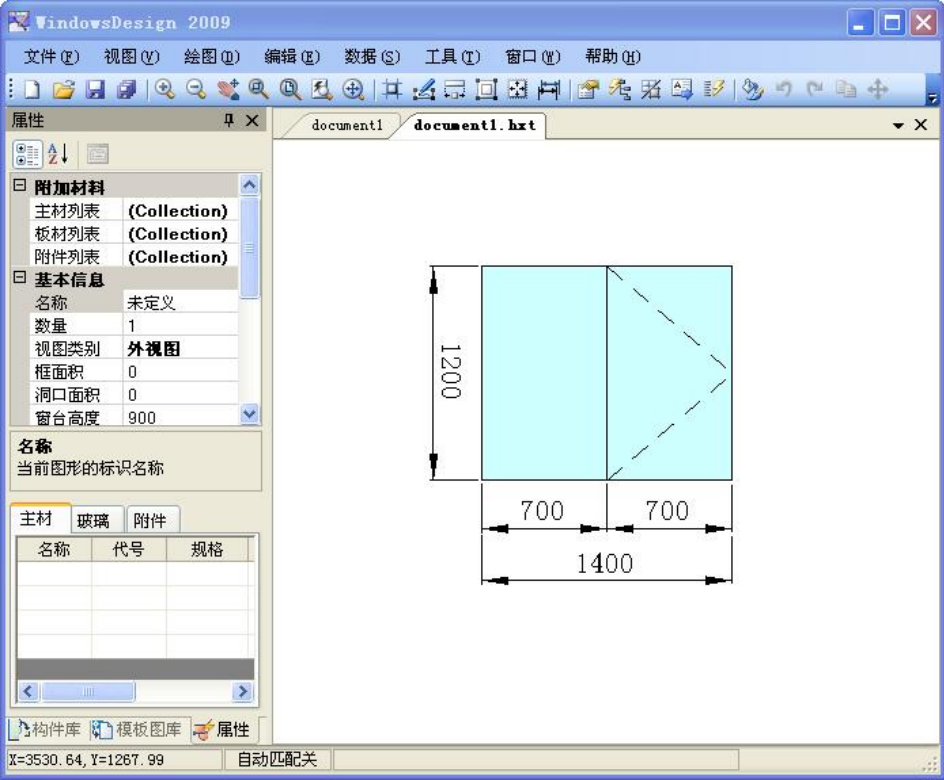 WindowsDesign 2009
文件(F) 视图(V) 绘图(D) 编辑(E) 数据(S) 工具(T) 窗口(W) 帮助(H)
属性
document1 document1.hxt
附加材料
主材列表 (Collection)
板材列表 (Collection)
附件列表 (Collection)
基本信息
名称 未定义
数量 1
视图类别 外视图
框面积 0
洞口面积 0
窗台高度 900
名称
当前图形的标识名称
主材 玻璃 附件
名称 代号 规格
构件库 模板图库 属性
1200
700 700
1400
X=3530.64, Y=1267.99 自动匹配关